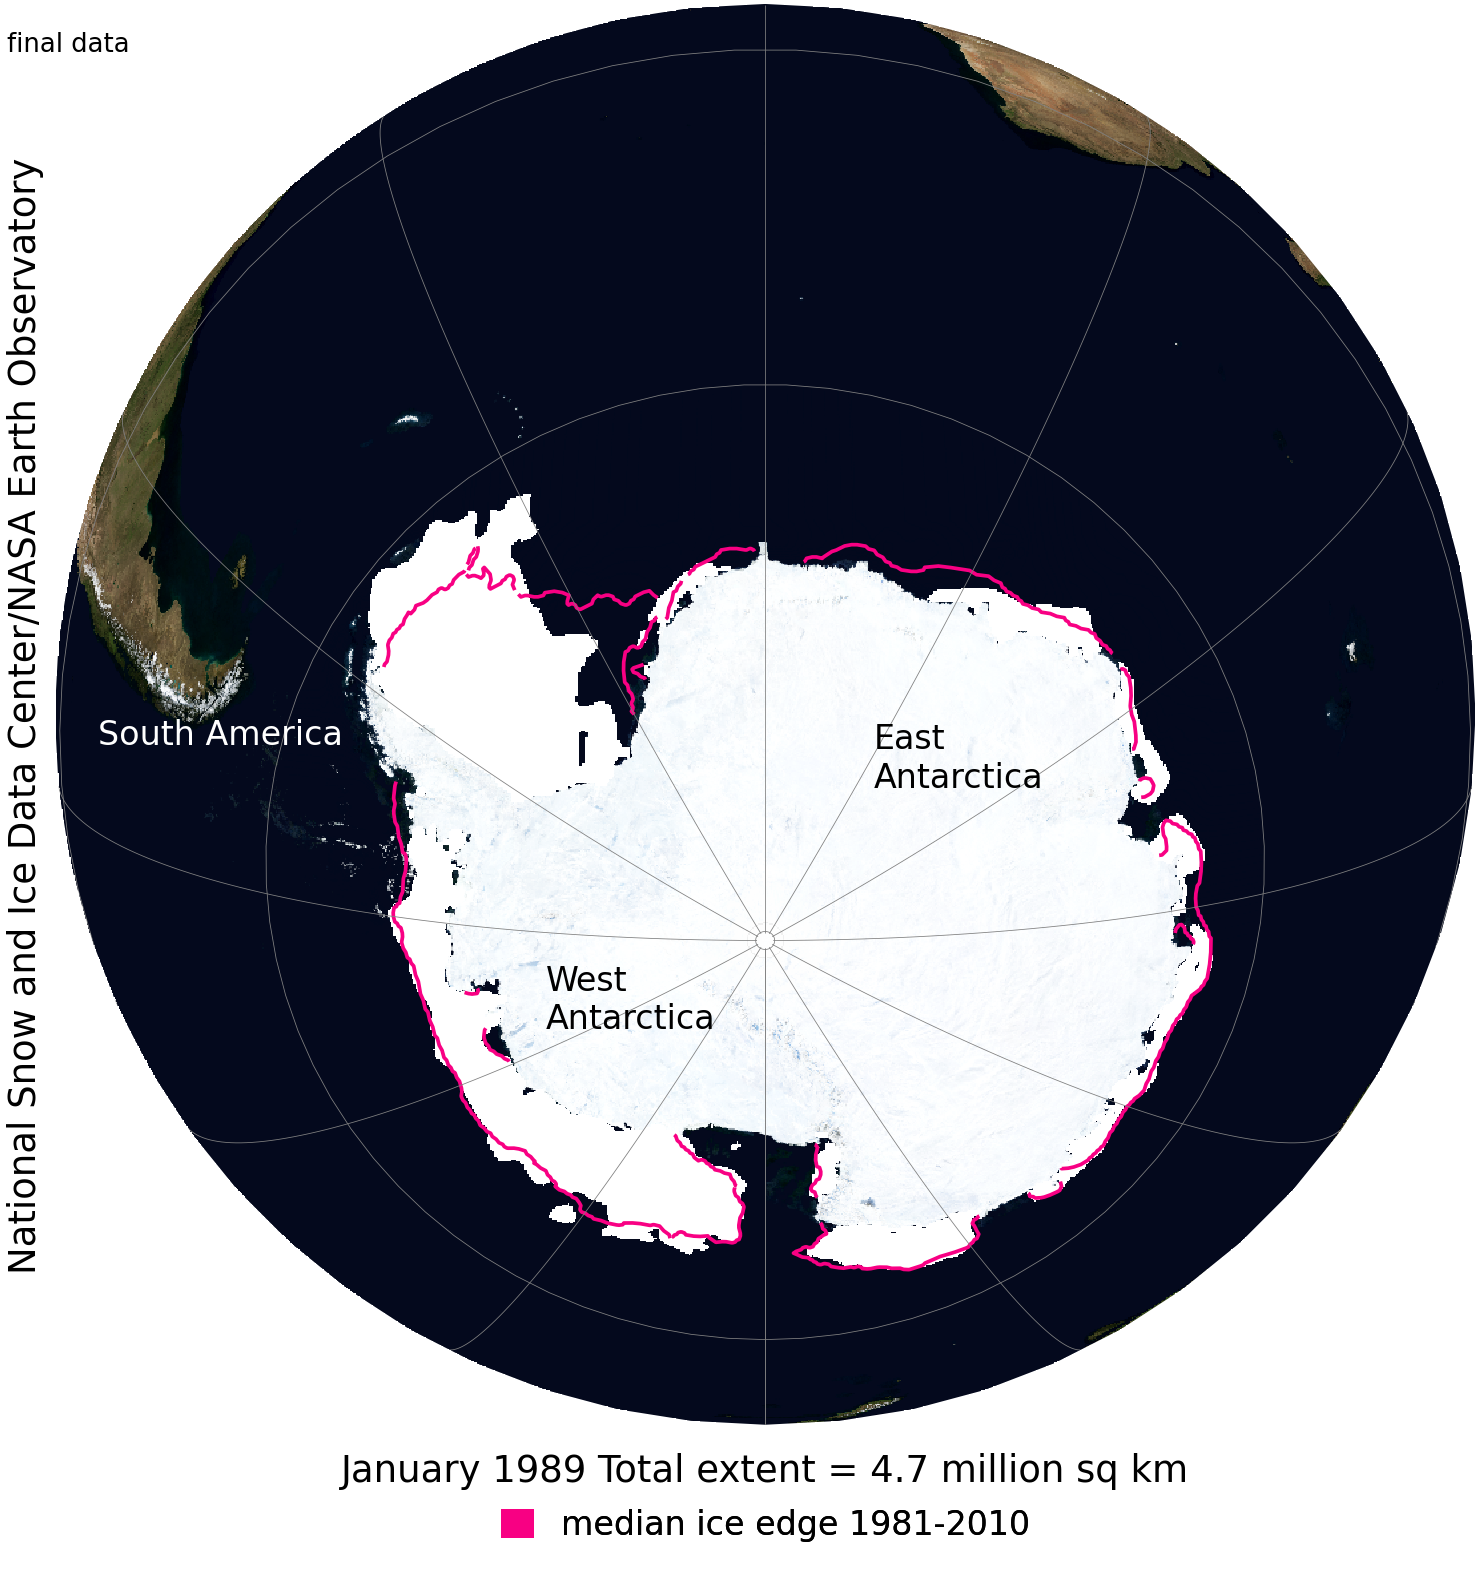 final data
National Snow and Ice Data Center/NASA Earth Observatory
South America
East
Antarctica
West
Antarctica
January 1989 Total extent = 4.7 million sq km
median ice edge 1981-2010